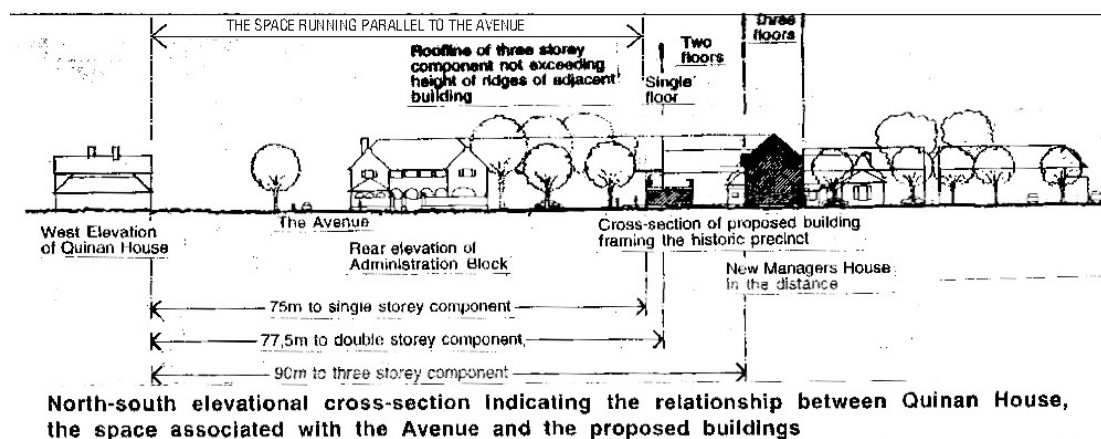 THE SPACE RUNNING PARALLEL TO THE AVENUE
Three
floors
Two
floors
Roofline of three storey
component not exceeding
height of ridges of adjacent
building
Single
floor
West Elevation
of Quinan House
The Avenue
Rear elevation of
Administration Block
Cross-section of proposed building
framing the historic precinct
New Managers House
in the distance
75m to single storey component
77,5m to double storey component,
90m to three storey component
North-south elevational cross-section indicating the relationship between Quinan House,
the space associated with the Avenue and the proposed buildings